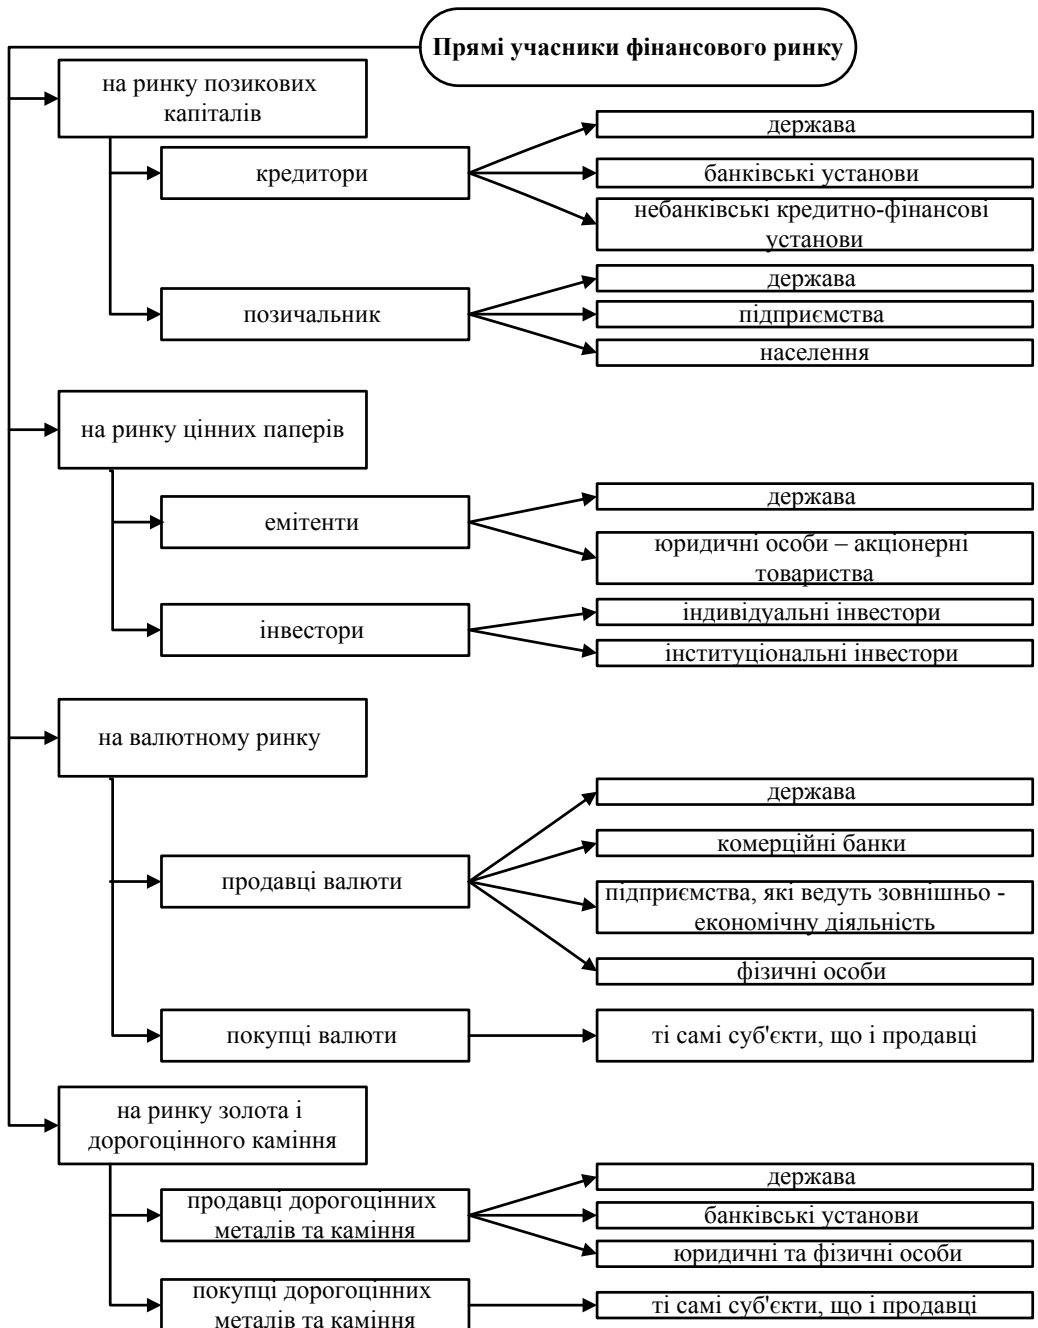 Прямі учасники фінансового ринку
на ринку позикових
капіталів
кредитори
держава
банківські установи
небанківські кредитно-фінансові
установи
позичальник
держава
підприємства
населення
на ринку цінних паперів
емітенти
держава
юридичні особи – акціонерні
товариства
інвестори
індивідуальні інвестори
інституціональні інвестори
на валютному ринку
продавці валюти
держава
комерційні банки
підприємства, які ведуть зовнішньо -
економічну діяльність
фізичні особи
покупці валюти
ті самі суб'єкти, що і продавці
на ринку золота і
дорогоцінного каміння
продавці дорогоцінних
металів та каміння
держава
банківські установи
юридичні та фізичні особи
покупці дорогоцінних
металів та каміння
ті самі суб'єкти, що і продавці